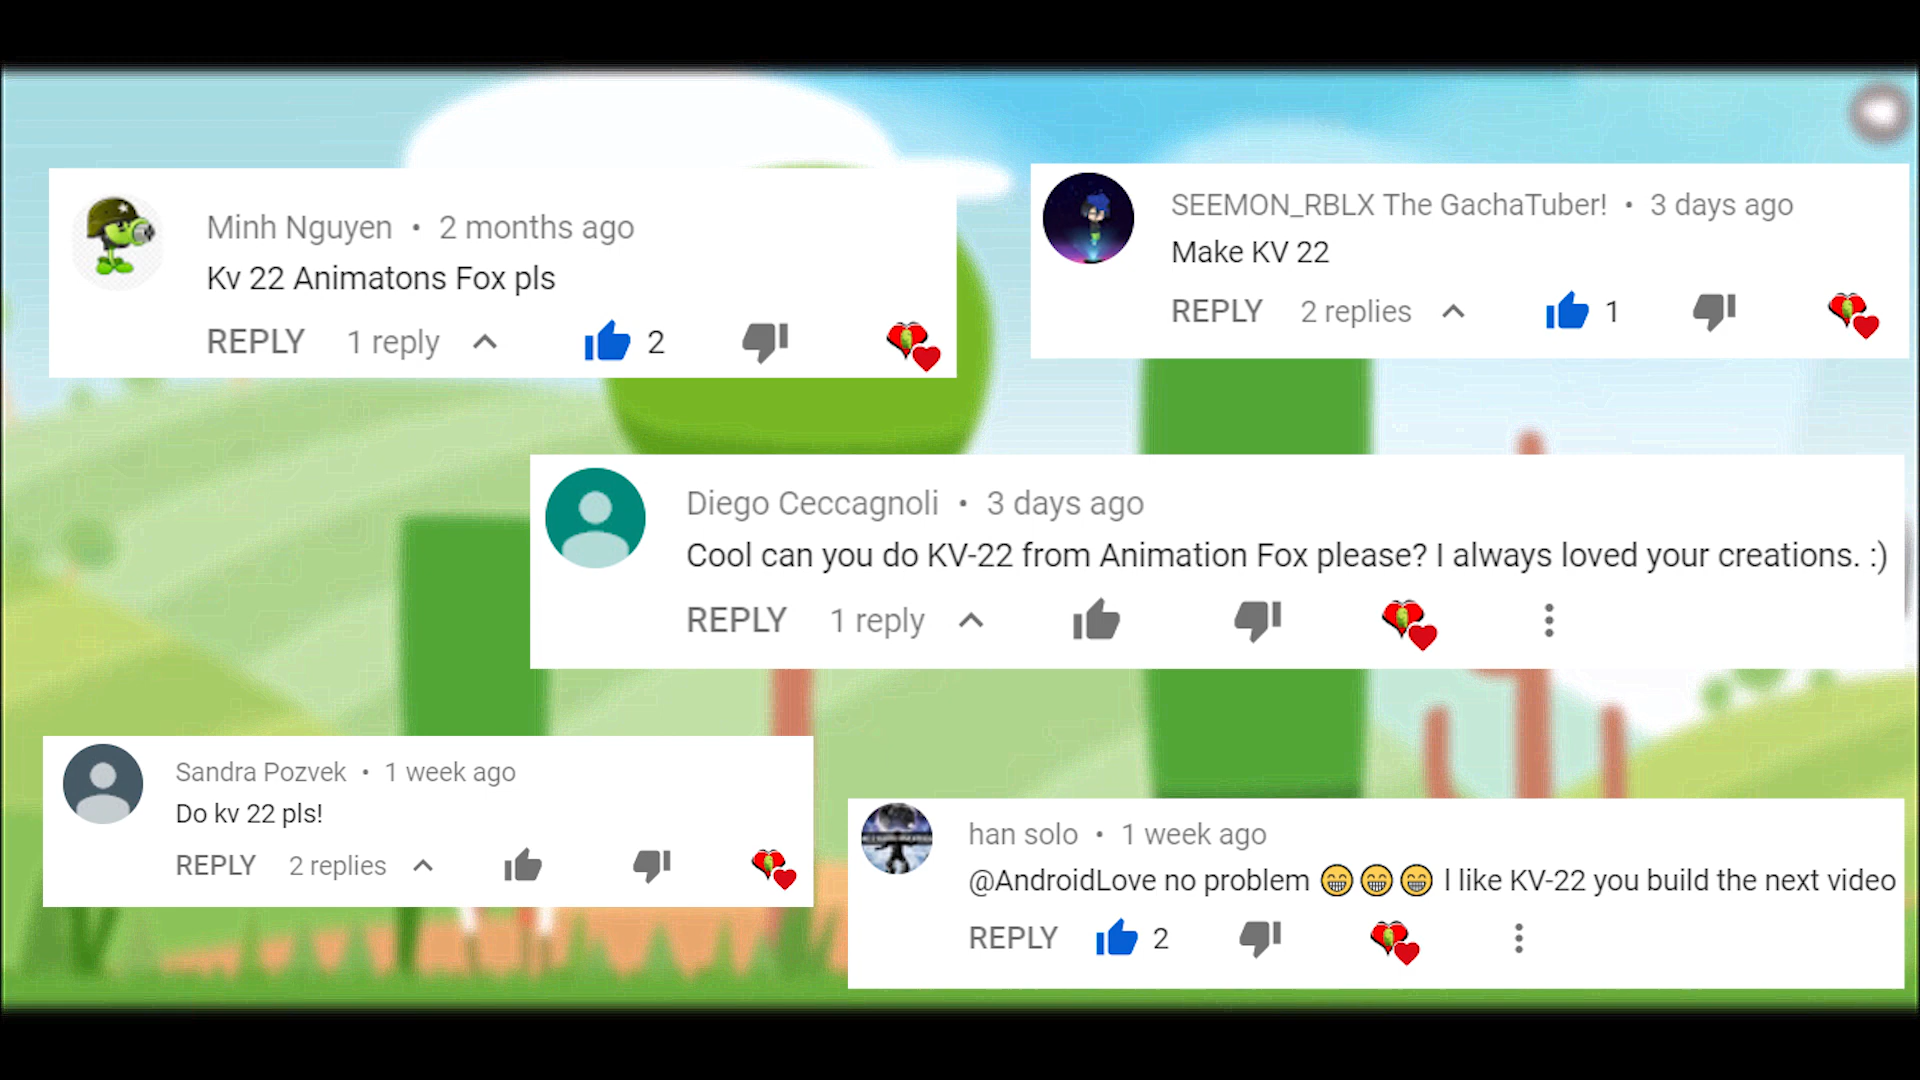 Minh Nguyen • 2 months ago
Kv 22 Animatons Fox pls
REPLY 1 reply 2
SEEMON_RBLX The GachaTuber! • 3 days ago
Make KV 22
REPLY 2 replies 1
Diego Ceccagnoli • 3 days ago
Cool can you do KV-22 from Animation Fox please? I always loved your creations. :)
REPLY 1 reply
Sandra Pozvek • 1 week ago
Do kv 22 pls!
REPLY 2 replies
han solo • 1 week ago
@AndroidLove no problem 😁😁😁 I like KV-22 you build the next video
REPLY 2